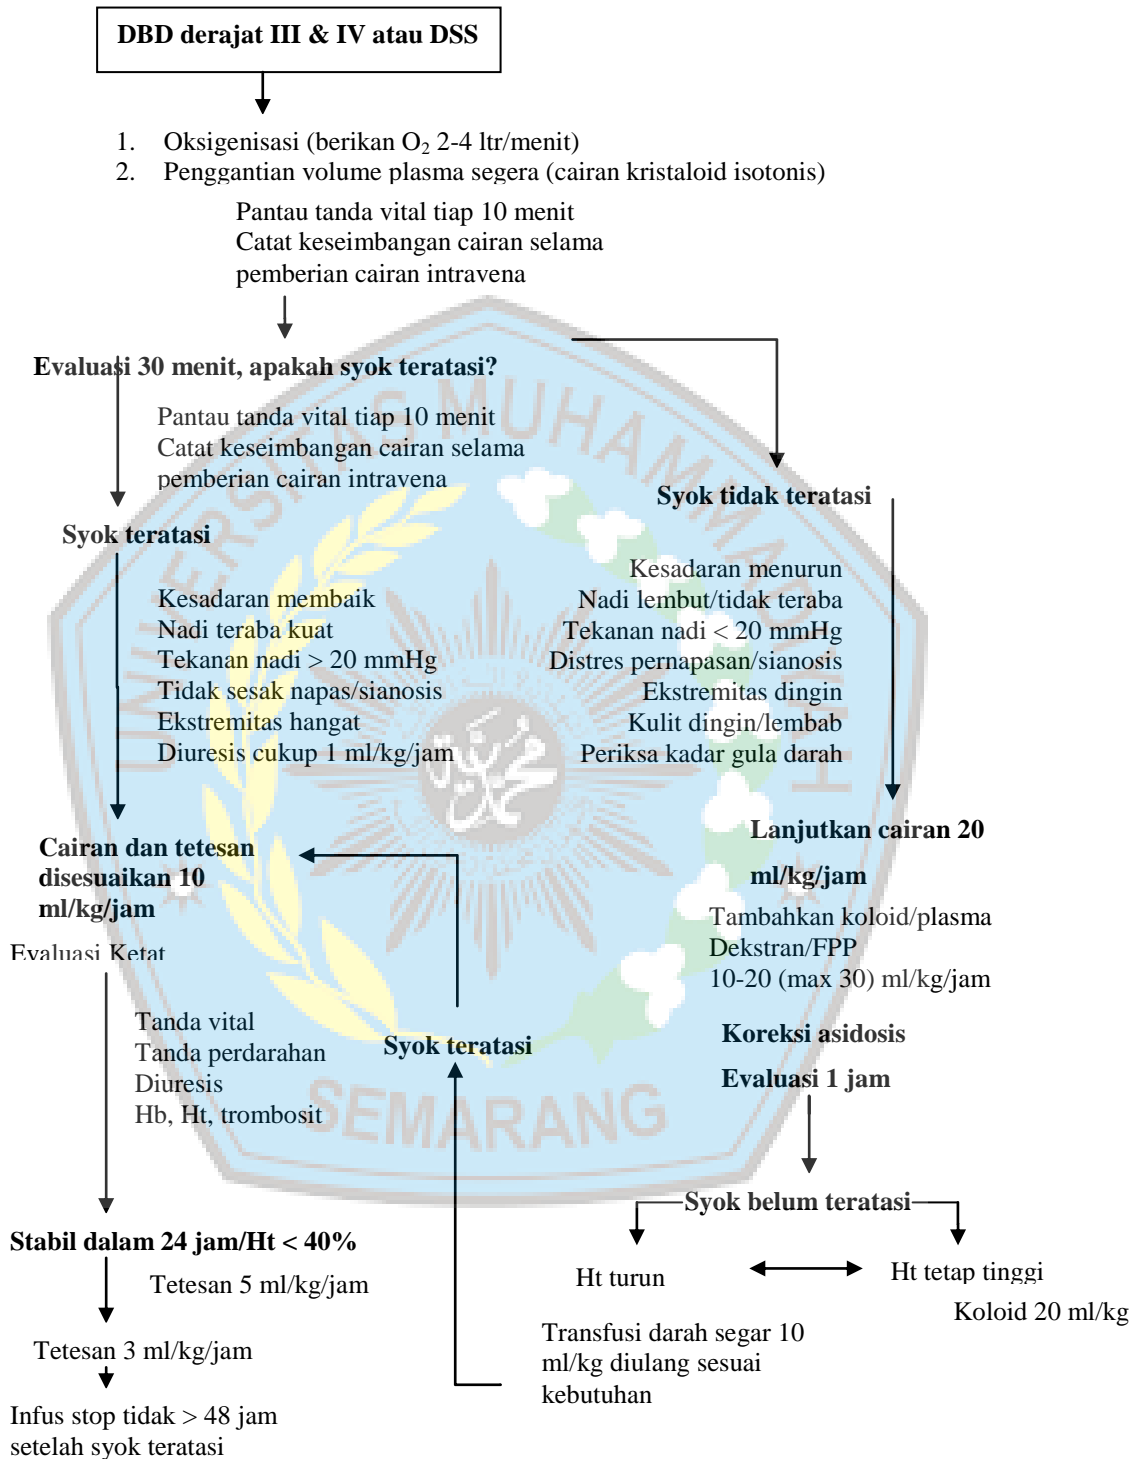 DBD derajat III & IV atau DSS
1. Oksigenisasi (berikan O₂ 2-4 ltr/menit)
2. Penggantian volume plasma segera (cairan kristaloid isotonis)
Pantau tanda vital tiap 10 menit
Catat keseimbangan cairan selama
pemberian cairan intravena
Evaluasi 30 menit, apakah syok teratasi?
Pantau tanda vital tiap 10 menit
Catat keseimbangan cairan selama
pemberian cairan intravena
Syok teratasi
Kesadaran membaik
Nadi teraba kuat
Tekanan nadi > 20 mmHg
Tidak sesak napas/sianosis
Ekstremitas hangat
Diuresis cukup 1 ml/kg/jam
Syok tidak teratasi
Kesadaran menurun
Nadi lembut/tidak teraba
Tekanan nadi < 20 mmHg
Distres pernapasan/sianosis
Ekstremitas dingin
Kulit dingin/lembab
Periksa kadar gula darah
Cairan dan tetesan
disesuaikan 10
ml/kg/jam
Evaluasi Ketat
Tanda vital
Tanda perdarahan
Diuresis
Hb, Ht, trombosit
Syok teratasi
Lanjutkan cairan 20
ml/kg/jam
Tambahkan koloid/plasma
Dekstran/FPP
10-20 (max 30) ml/kg/jam
Koreksi asidosis
Evaluasi 1 jam
Syok belum teratasi
Ht turun
Ht tetap tinggi
Koloid 20 ml/kg
Transfusi darah segar 10
ml/kg diulang sesuai
kebutuhan
Stabil dalam 24 jam/Ht < 40%
Tetesan 5 ml/kg/jam
Tetesan 3 ml/kg/jam
Infus stop tidak > 48 jam
setelah syok teratasi
UNIVERSITAS MUHAMMADIYAH
SEMARANG